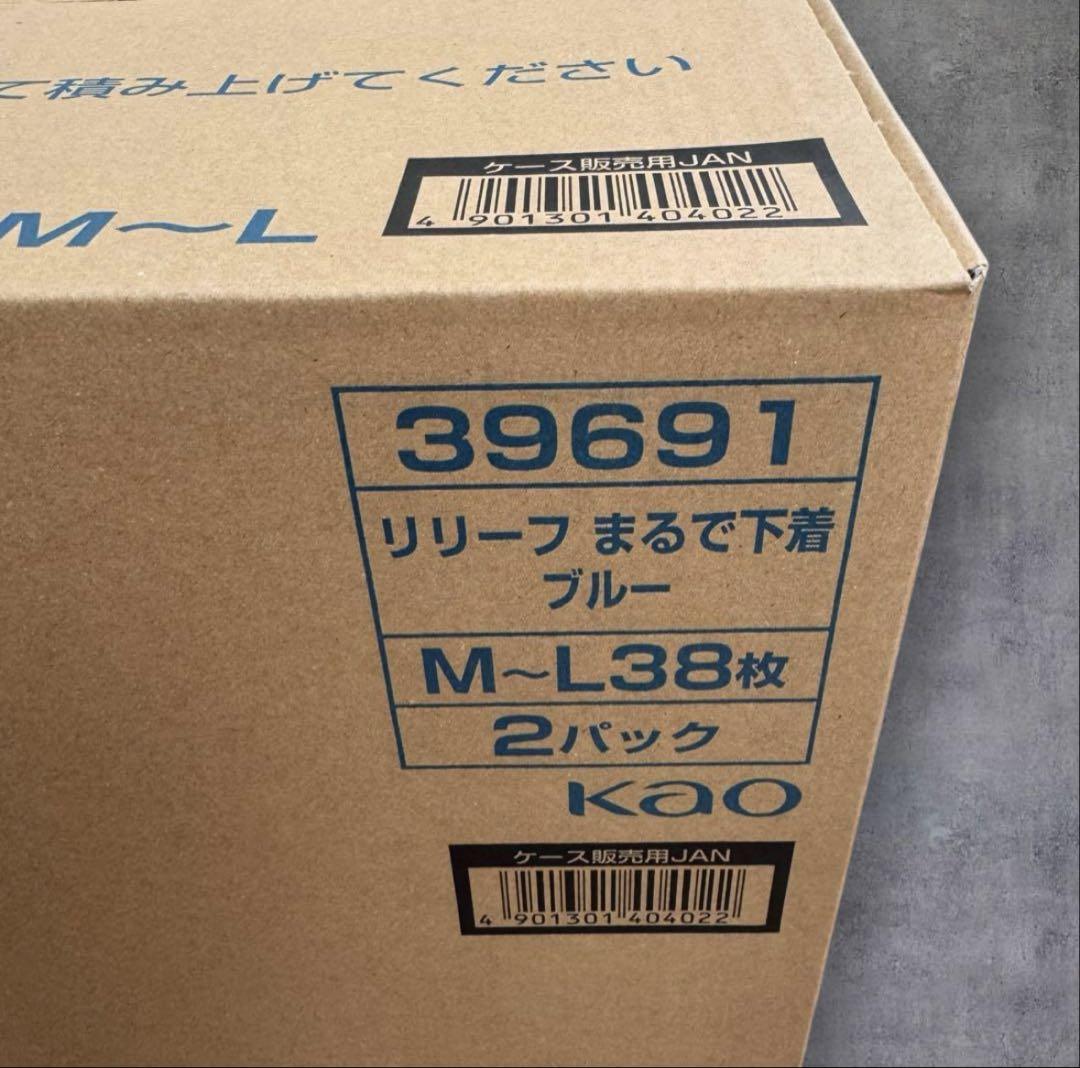 て積み上げてください
ケース販売用JAN
4 901301 404022
M〜L
39691
リリーフ まるで下着
ブルー
M〜L38枚
2パック
Kao
ケース販売用JAN
4 901301 404022